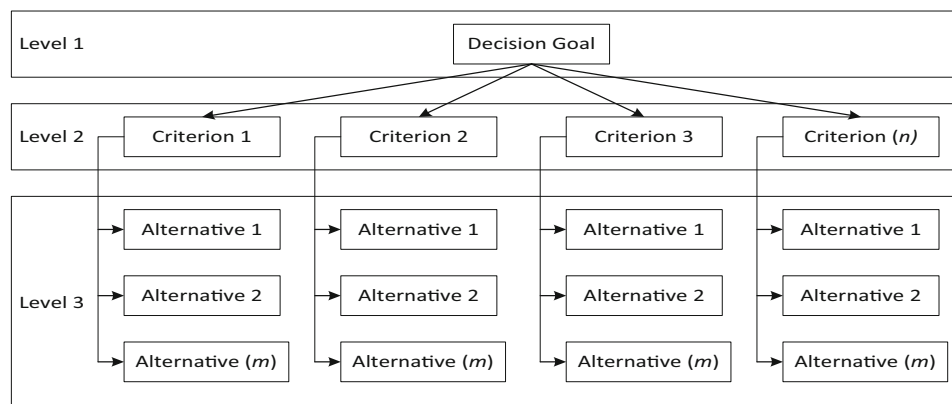 Level 1
Decision Goal
Level 2
Criterion 1
Criterion 2
Criterion 3
Criterion (n)
Level 3
Alternative 1
Alternative 1
Alternative 1
Alternative 1
Alternative 2
Alternative 2
Alternative 2
Alternative 2
Alternative (m)
Alternative (m)
Alternative (m)
Alternative (m)